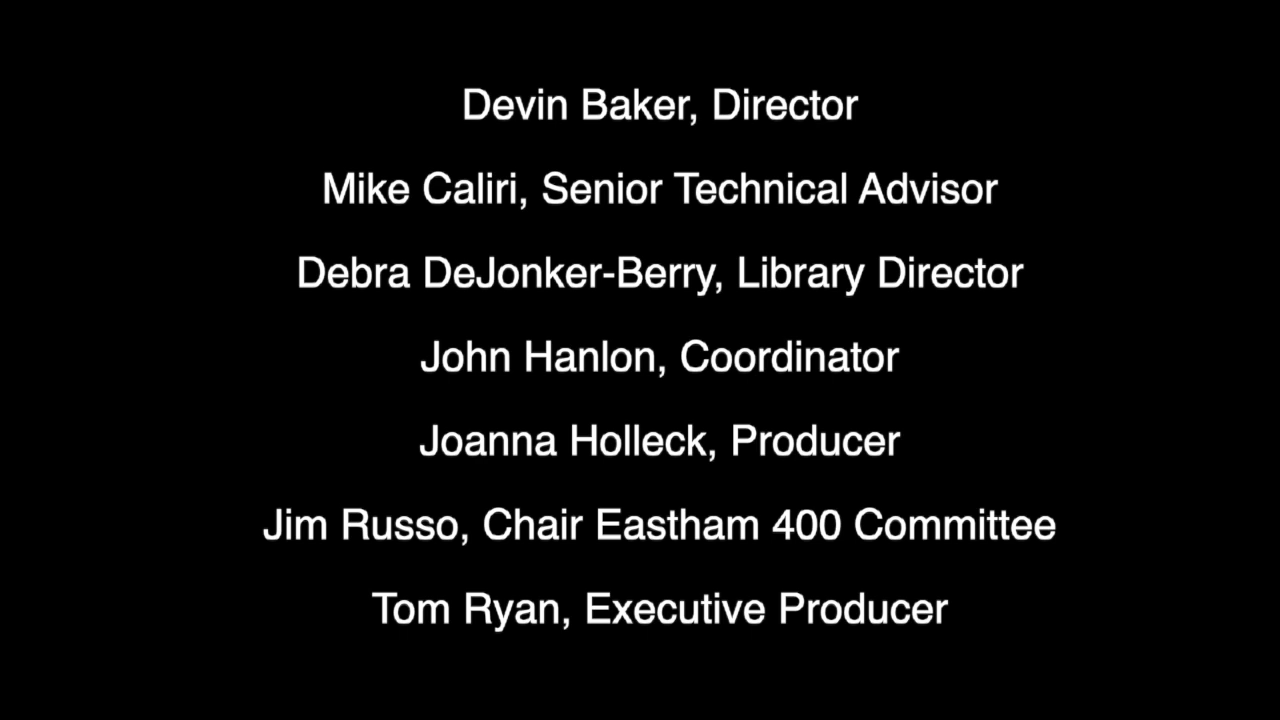 Devin Baker, Director
Mike Caliri, Senior Technical Advisor
Debra DeJonker-Berry, Library Director
John Hanlon, Coordinator
Joanna Holleck, Producer
Jim Russo, Chair Eastham 400 Committee
Tom Ryan, Executive Producer